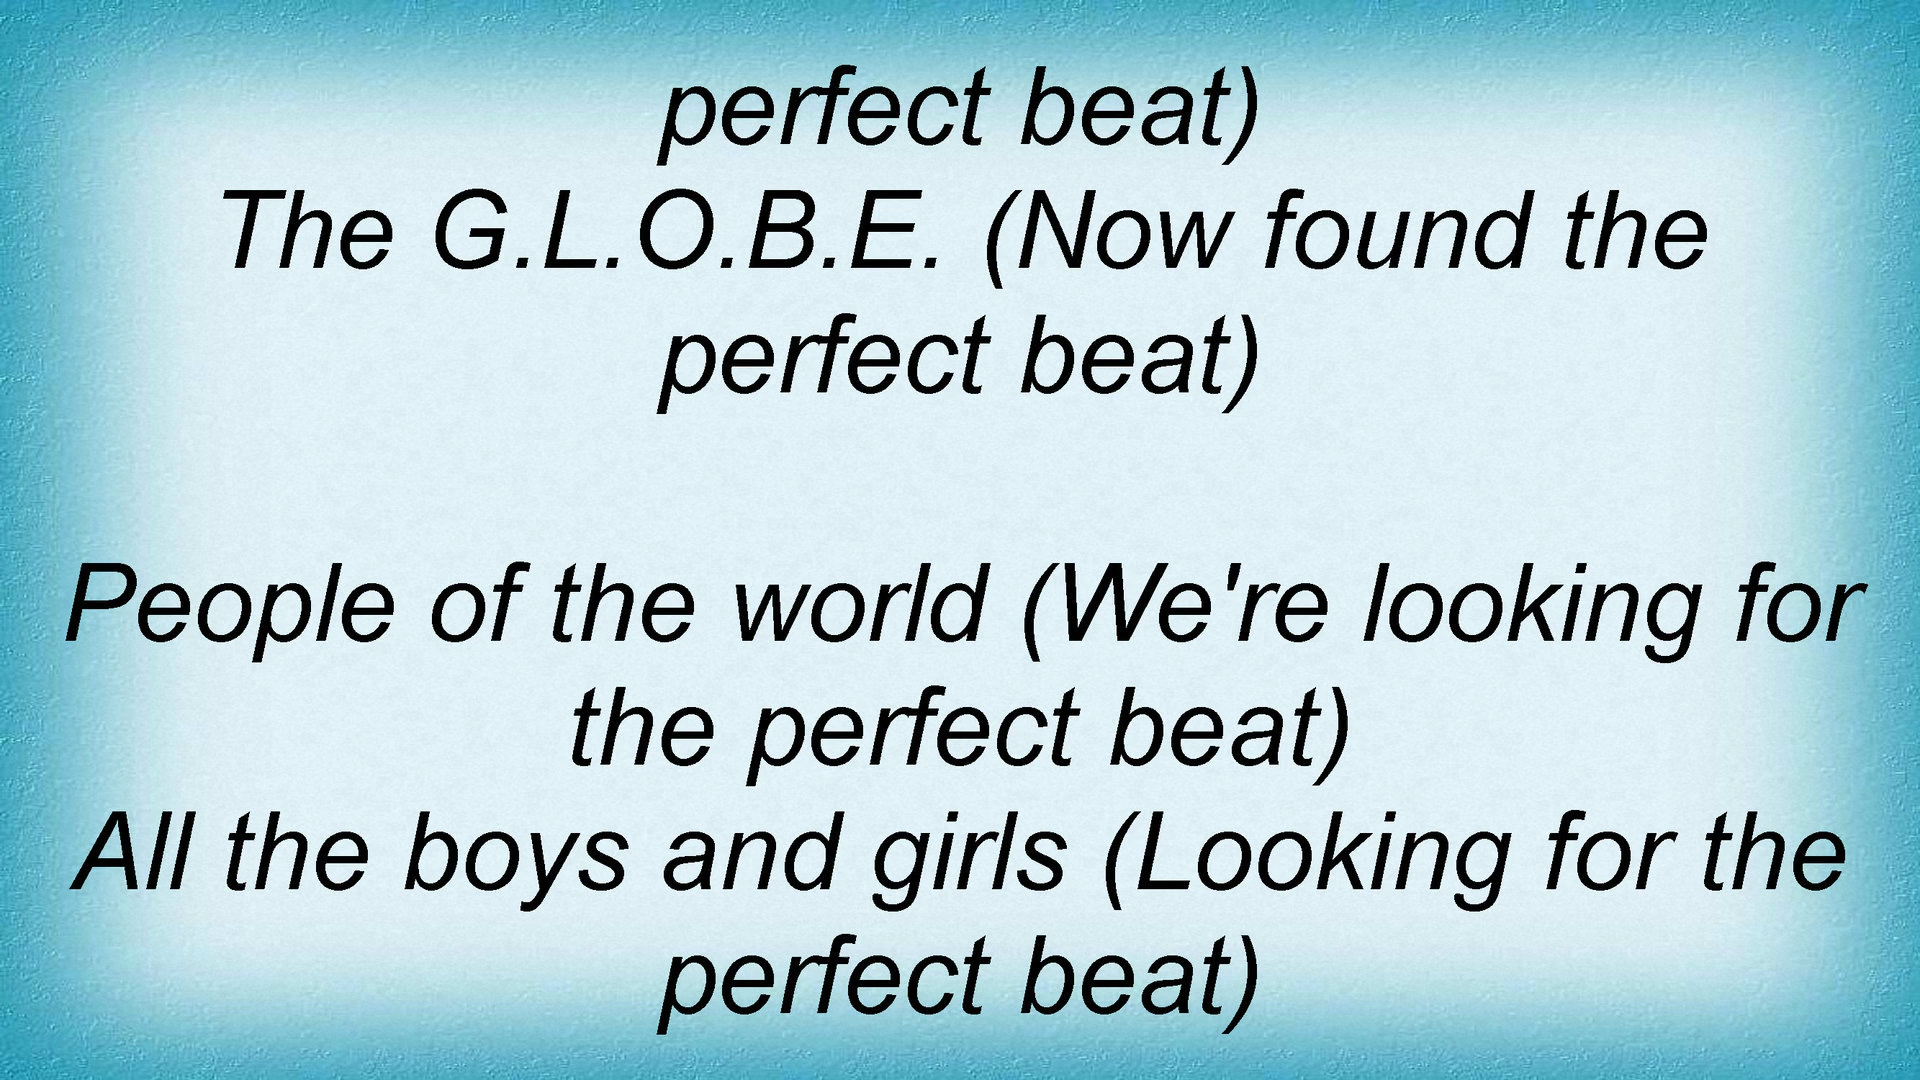 perfect beat)
The G.L.O.B.E. (Now found the
perfect beat)
People of the world (We're looking for
the perfect beat)
All the boys and girls (Looking for the
perfect beat)